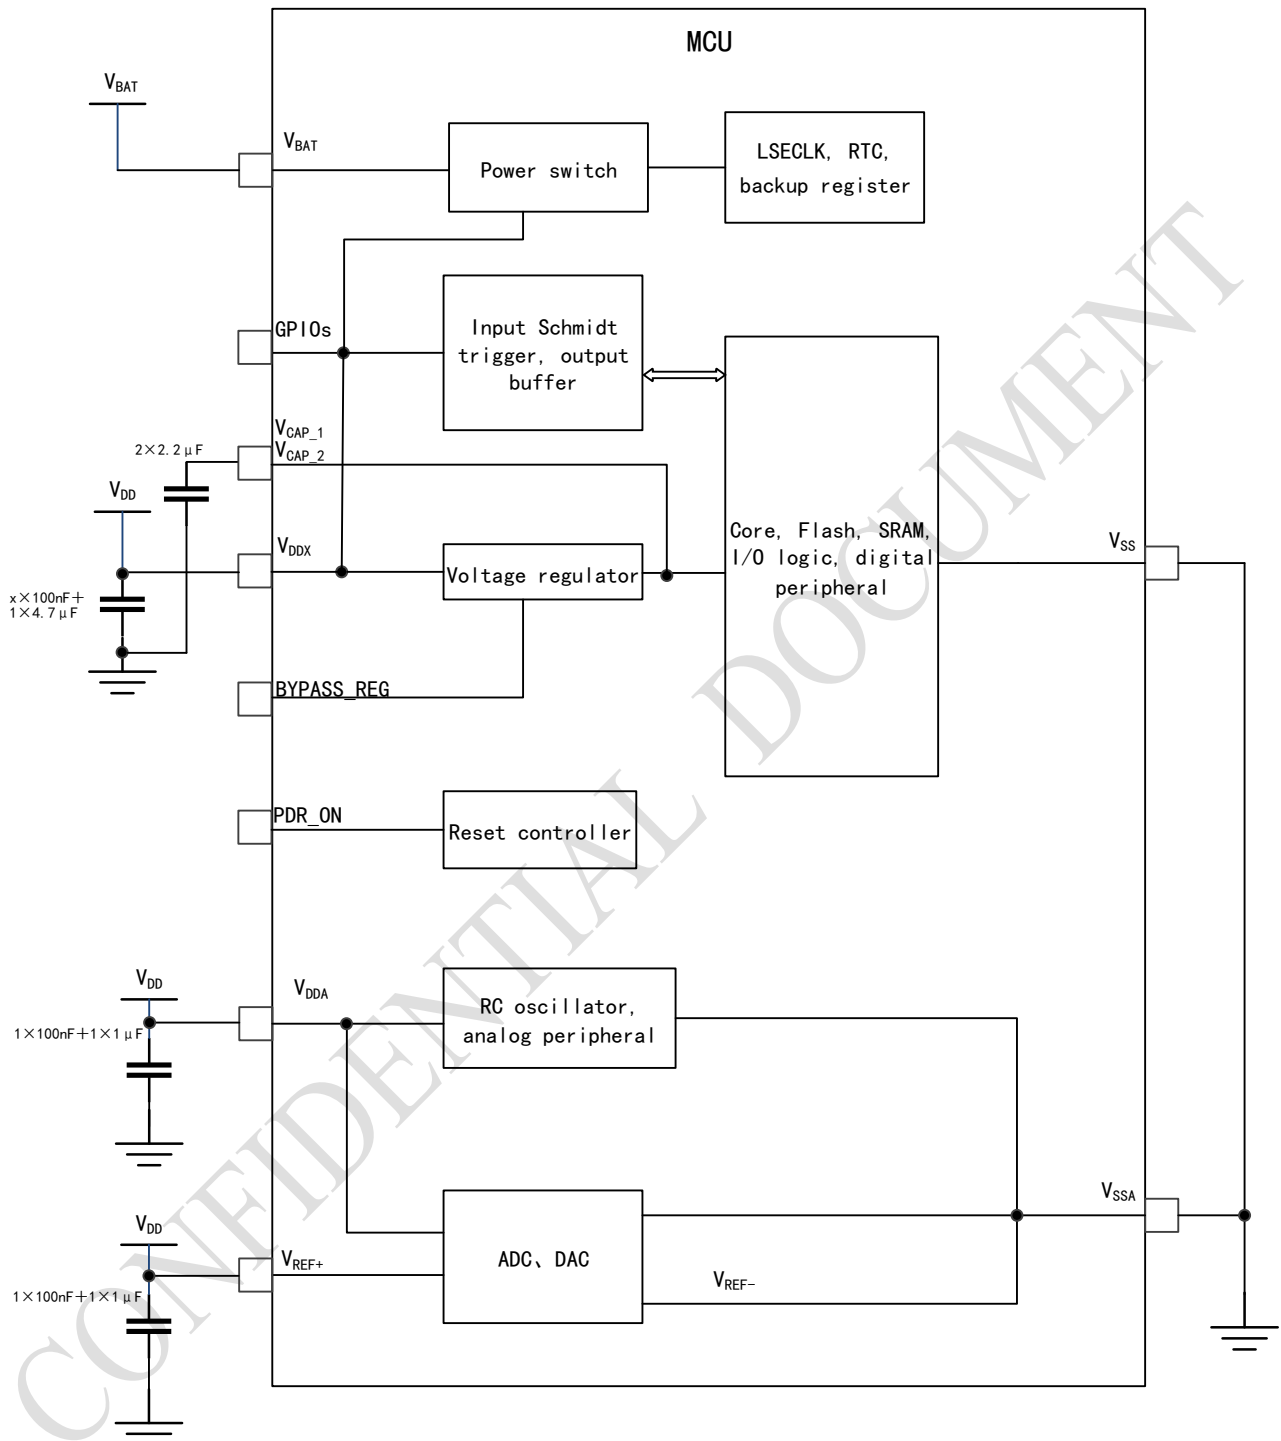 MCU
VBAT
VBAT
Power switch
LSECLK, RTC,
backup register
GPIOs
Input Schmidt
trigger, output
buffer
VCAP_1
VCAP_2
2×2.2μF
VDD
VDDX
Voltage regulator
Core, Flash, SRAM,
I/O logic, digital
peripheral
VSS
x×100nF+
1×4.7μF
BYPASS_REG
PDR_ON
Reset controller
VDD
VDDA
1×100nF+1×1μF
RC oscillator,
analog peripheral
VSSA
VDD
VREF+
ADC、DAC
VREF-
1×100nF+1×1μF
CONFIDENTIAL DOCUMENT